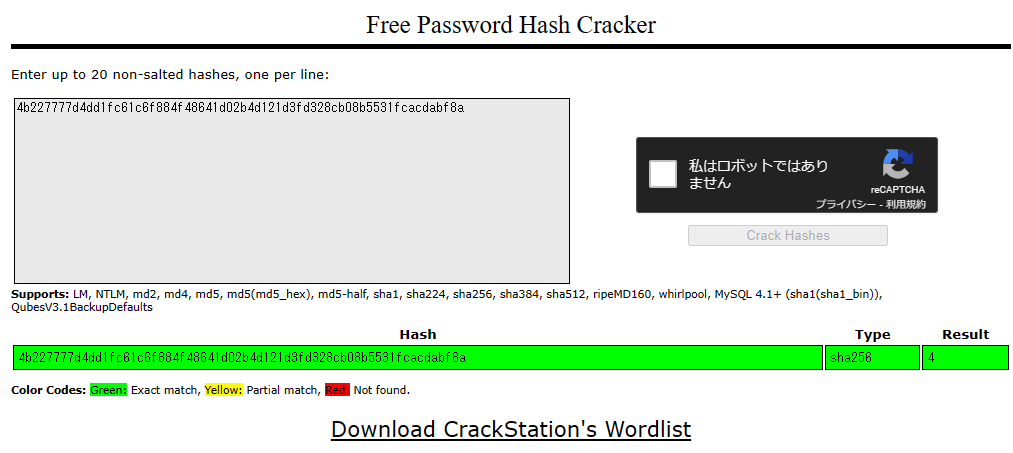 Free Password Hash Cracker
Enter up to 20 non-salted hashes, one per line:
4b227777d4dd1fc61c6f884f48641d02b4d121d3fd328cb08b5531fcacdabf8a
私はロボットではあり
ません
reCAPTCHA
プライバシー - 利用規約
Crack Hashes
Supports: LM, NTLM, md2, md4, md5, md5(md5_hex), md5-half, sha1, sha224, sha256, sha384, sha512, ripeMD160, whirlpool, MySQL 4.1+ (sha1(sha1_bin)),
QubesV3.1BackupDefaults
Hash Type Result
4b227777d4dd1fc61c6f884f48641d02b4d121d3fd328cb08b5531fcacdabf8a sha256 4
Color Codes: Green: Exact match, Yellow: Partial match, Red: Not found.
Download CrackStation's Wordlist